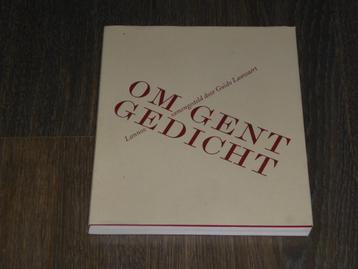 OM GENT
Lannoo samengesteld door Guido Lauwaert
GEDICHT